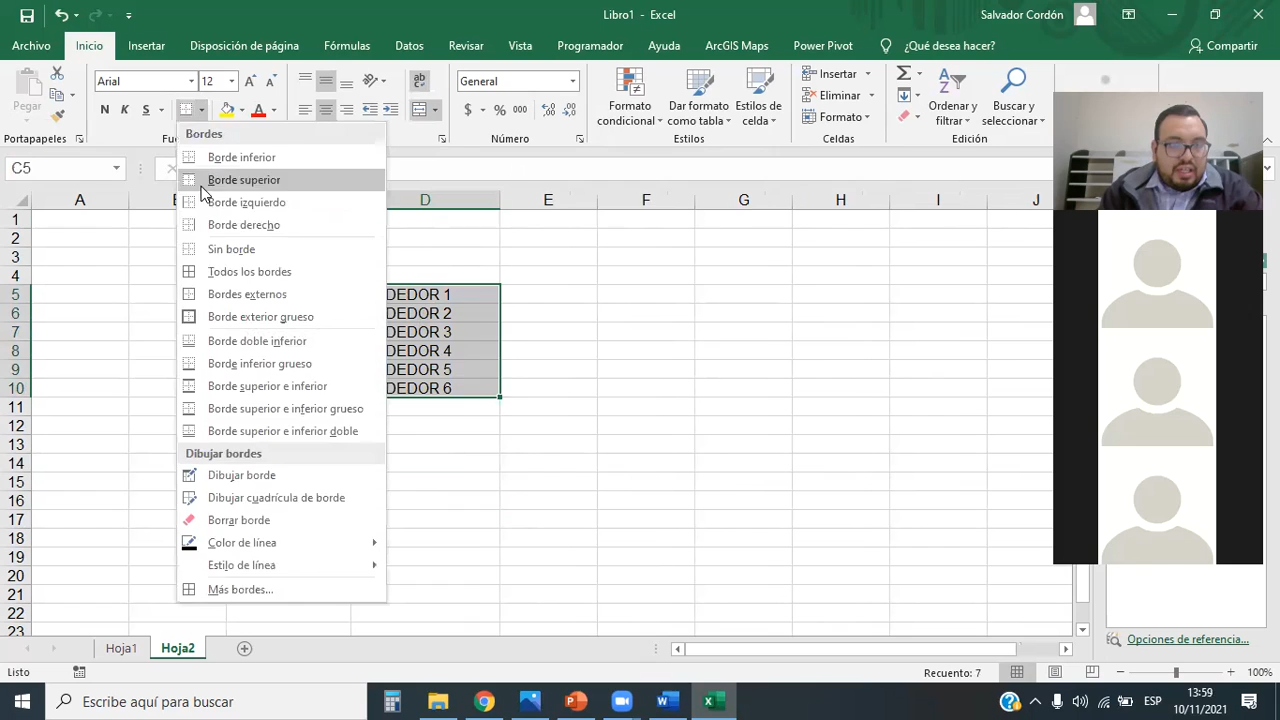 Libro1 - Excel
Salvador Cordón
Archivo Inicio Insertar Disposición de página Fórmulas Datos Revisar Vista Programador Ayuda ArcGIS Maps Power Pivot ¿Qué desea hacer? Compartir
Pegar
Arial 12
N K S
ab
General
$ % 000
Formato condicional
Dar formato como tabla
Estilos de celda
Insertar
Eliminar
Formato
Ordenar y filtrar
Buscar y seleccionar
Portapapeles Número Estilos Celdas Edición
C5
Bordes
Borde inferior
Borde superior
Borde izquierdo
Borde derecho
Sin borde
Todos los bordes
Bordes externos
Borde exterior grueso
Borde doble inferior
Borde inferior grueso
Borde superior e inferior
Borde superior e inferior grueso
Borde superior e inferior doble
Dibujar bordes
Dibujar borde
Dibujar cuadrícula de borde
Borrar borde
Color de línea
Estilo de línea
Más bordes...
A D E F G H I J
1
2
3
4
5 DEDOR 1
6 DEDOR 2
7 DEDOR 3
8 DEDOR 4
9 DEDOR 5
10 DEDOR 6
11
12
13
14
15
16
17
18
19
20
21
22
23
Opciones de referencia...
Hoja1 Hoja2
Listo
Recuento: 7
100%
Escribe aquí para buscar
ESP
13:59
10/11/2021